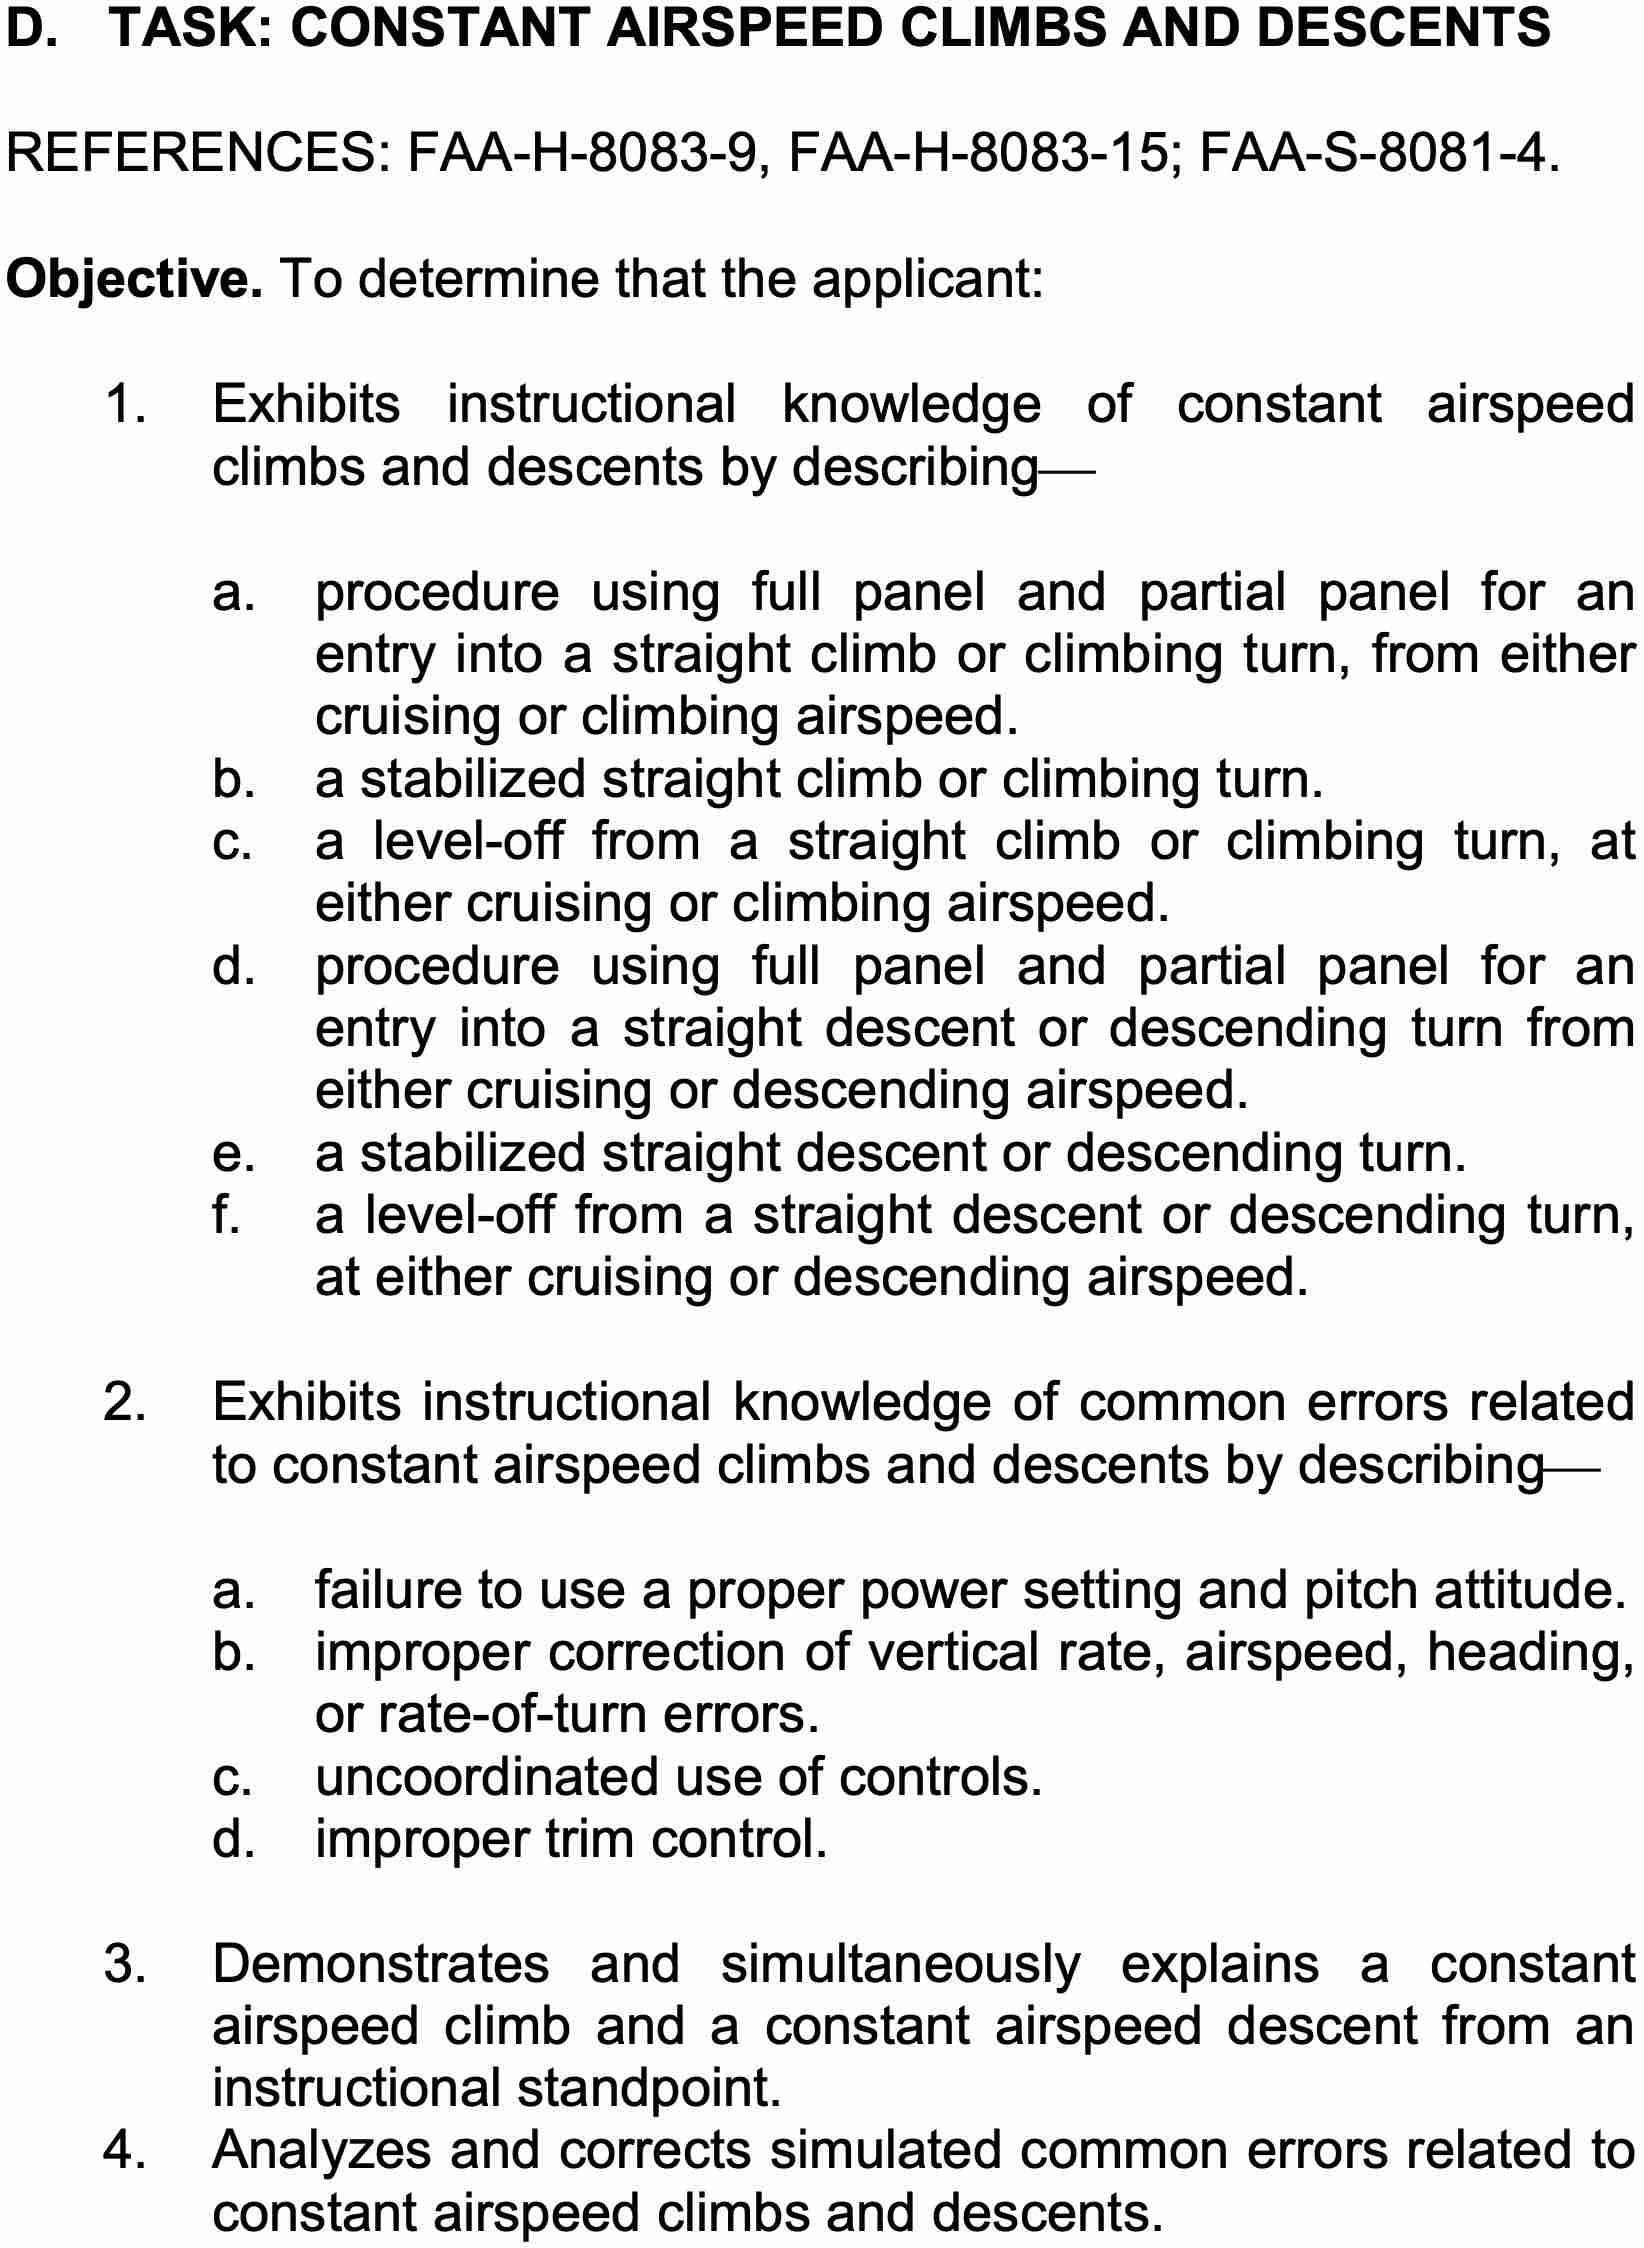 D. TASK: CONSTANT AIRSPEED CLIMBS AND DESCENTS
REFERENCES: FAA-H-8083-9, FAA-H-8083-15; FAA-S-8081-4.
Objective. To determine that the applicant:
1. Exhibits instructional knowledge of constant airspeed
climbs and descents by describing—
a. procedure using full panel and partial panel for an
entry into a straight climb or climbing turn, from either
cruising or climbing airspeed.
b. a stabilized straight climb or climbing turn.
c. a level-off from a straight climb or climbing turn, at
either cruising or climbing airspeed.
d. procedure using full panel and partial panel for an
entry into a straight descent or descending turn from
either cruising or descending airspeed.
e. a stabilized straight descent or descending turn.
f. a level-off from a straight descent or descending turn,
at either cruising or descending airspeed.
2. Exhibits instructional knowledge of common errors related
to constant airspeed climbs and descents by describing—
a. failure to use a proper power setting and pitch attitude.
b. improper correction of vertical rate, airspeed, heading,
or rate-of-turn errors.
c. uncoordinated use of controls.
d. improper trim control.
3. Demonstrates and simultaneously explains a constant
airspeed climb and a constant airspeed descent from an
instructional standpoint.
4. Analyzes and corrects simulated common errors related to
constant airspeed climbs and descents.